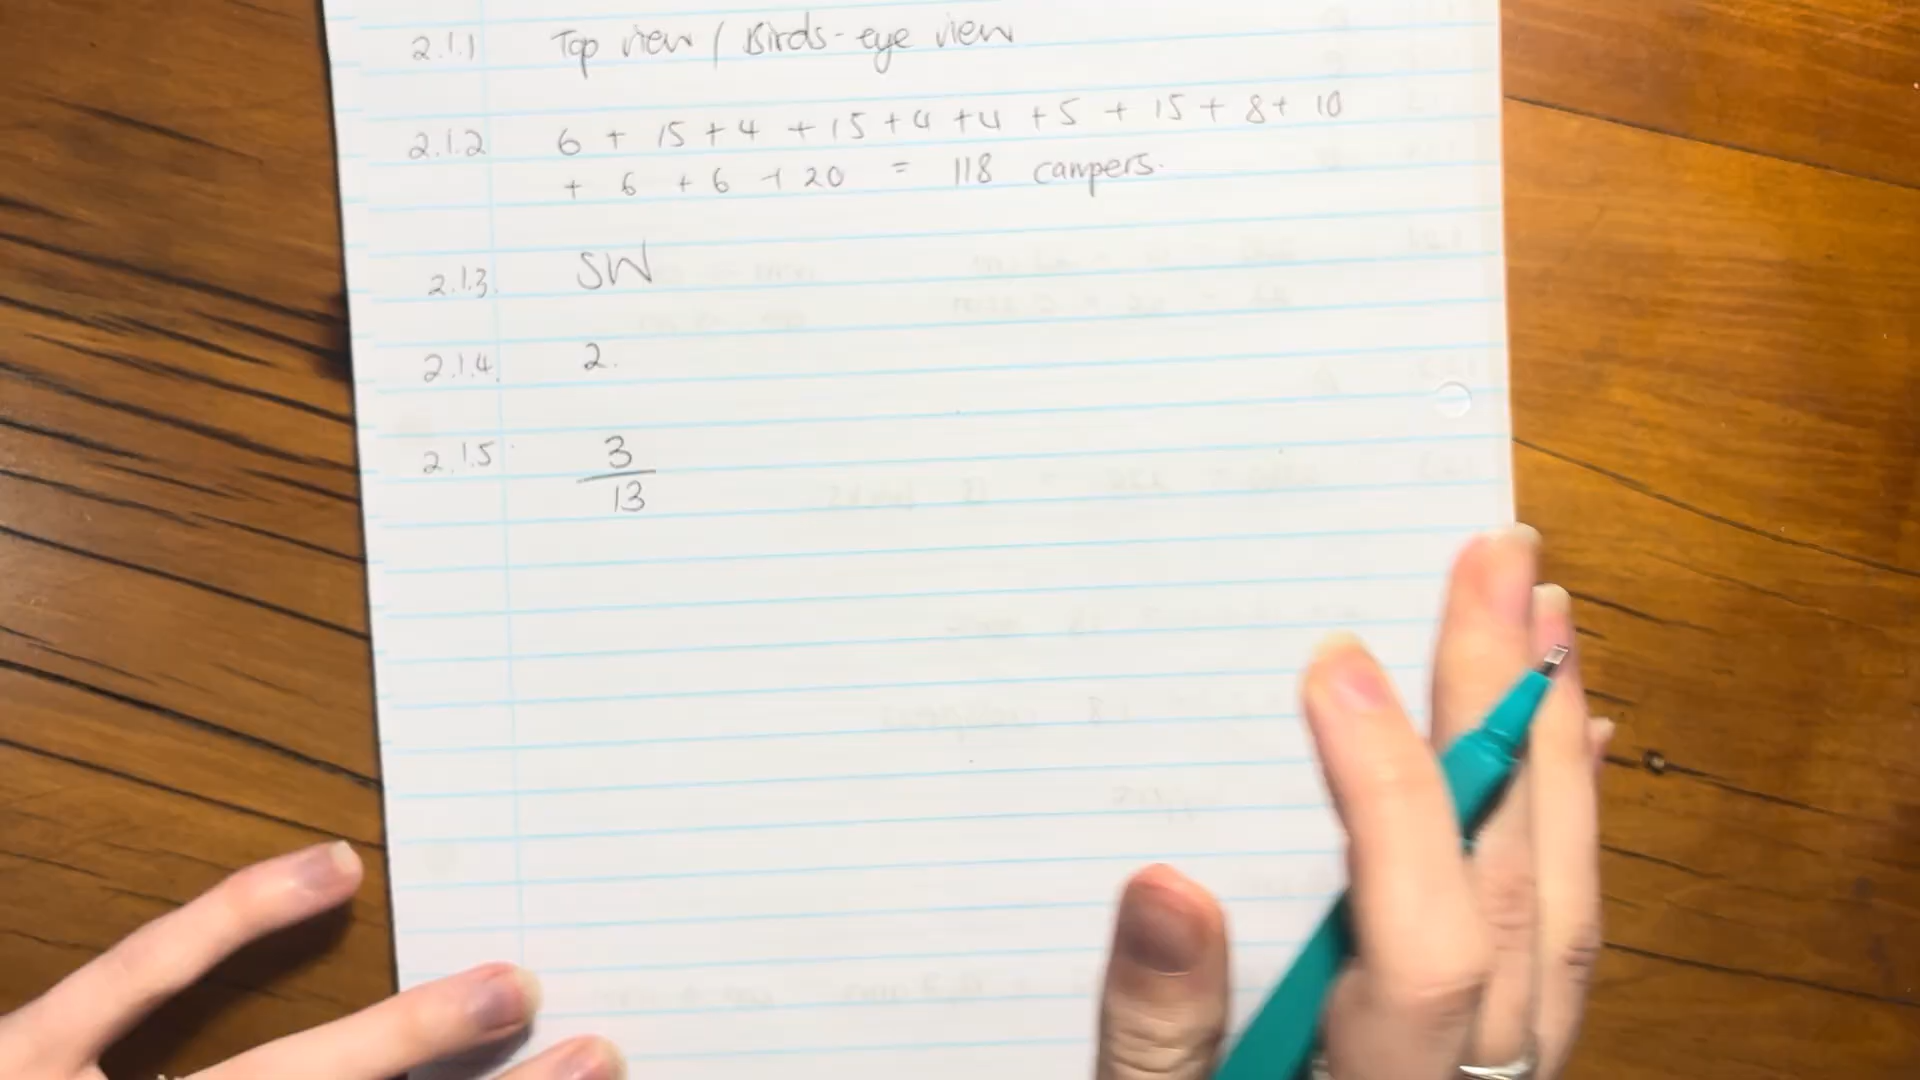 2.1.1 Top view / Birds-eye view
2.1.2 6 + 15 + 4 + 15 + 4 + 4 + 5 + 15 + 8 + 10
+ 6 + 6 + 20 = 118 campers.
2.1.3. SW
2.1.4. 2.
2.1.5 3
13